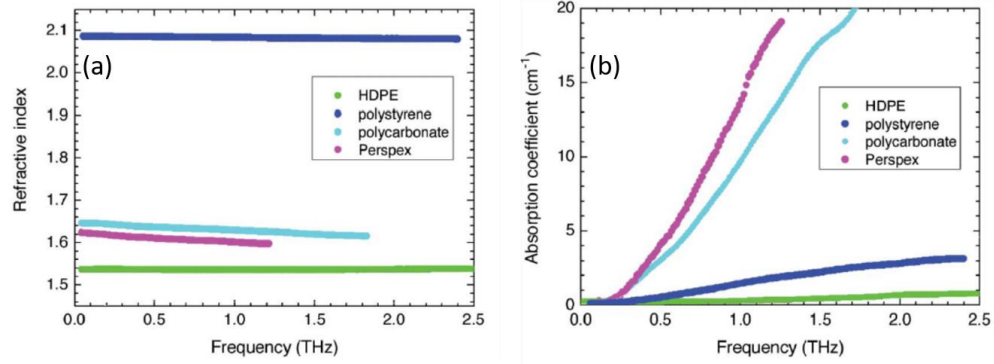 (a)
Refractive index
2.1
2.0
1.9
1.8
1.7
1.6
1.5
HDPE
polystyrene
polycarbonate
Perspex
0.0 0.5 1.0 1.5 2.0 2.5
Frequency (THz)
(b)
Absorption coefficient (cm⁻¹)
20
15
10
5
0
HDPE
polystyrene
polycarbonate
Perspex
0.0 0.5 1.0 1.5 2.0 2.5
Frequency (THz)